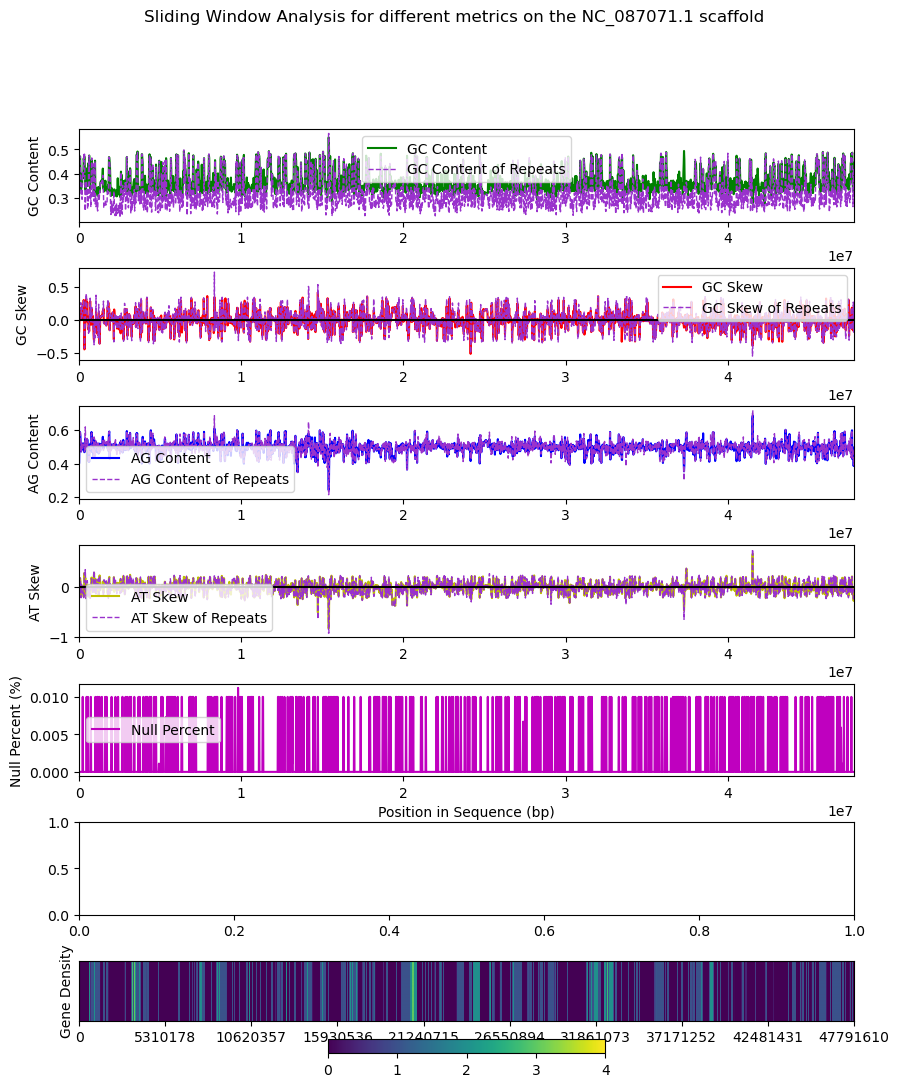 Sliding Window Analysis for different metrics on the NC_087071.1 scaffold
GC Content
0.5
0.4
0.3
GC Content
GC Content of Repeats
0 1 2 3 4
1e7
GC Skew
0.5
0.0
−0.5
GC Skew
GC Skew of Repeats
0 1 2 3 4
1e7
AG Content
0.6
0.4
0.2
AG Content
AG Content of Repeats
0 1 2 3 4
1e7
AT Skew
0
−1
AT Skew
AT Skew of Repeats
0 1 2 3 4
1e7
Null Percent (%)
0.010
0.005
0.000
Null Percent
0 1 2 3 4
Position in Sequence (bp)
1e7
1.0
0.5
0.0
0.0 0.2 0.4 0.6 0.8 1.0
Gene Density
0 5310178 10620357 15930536 21240715 26550894 31861073 37171252 42481431 47791610
0 1 2 3 4